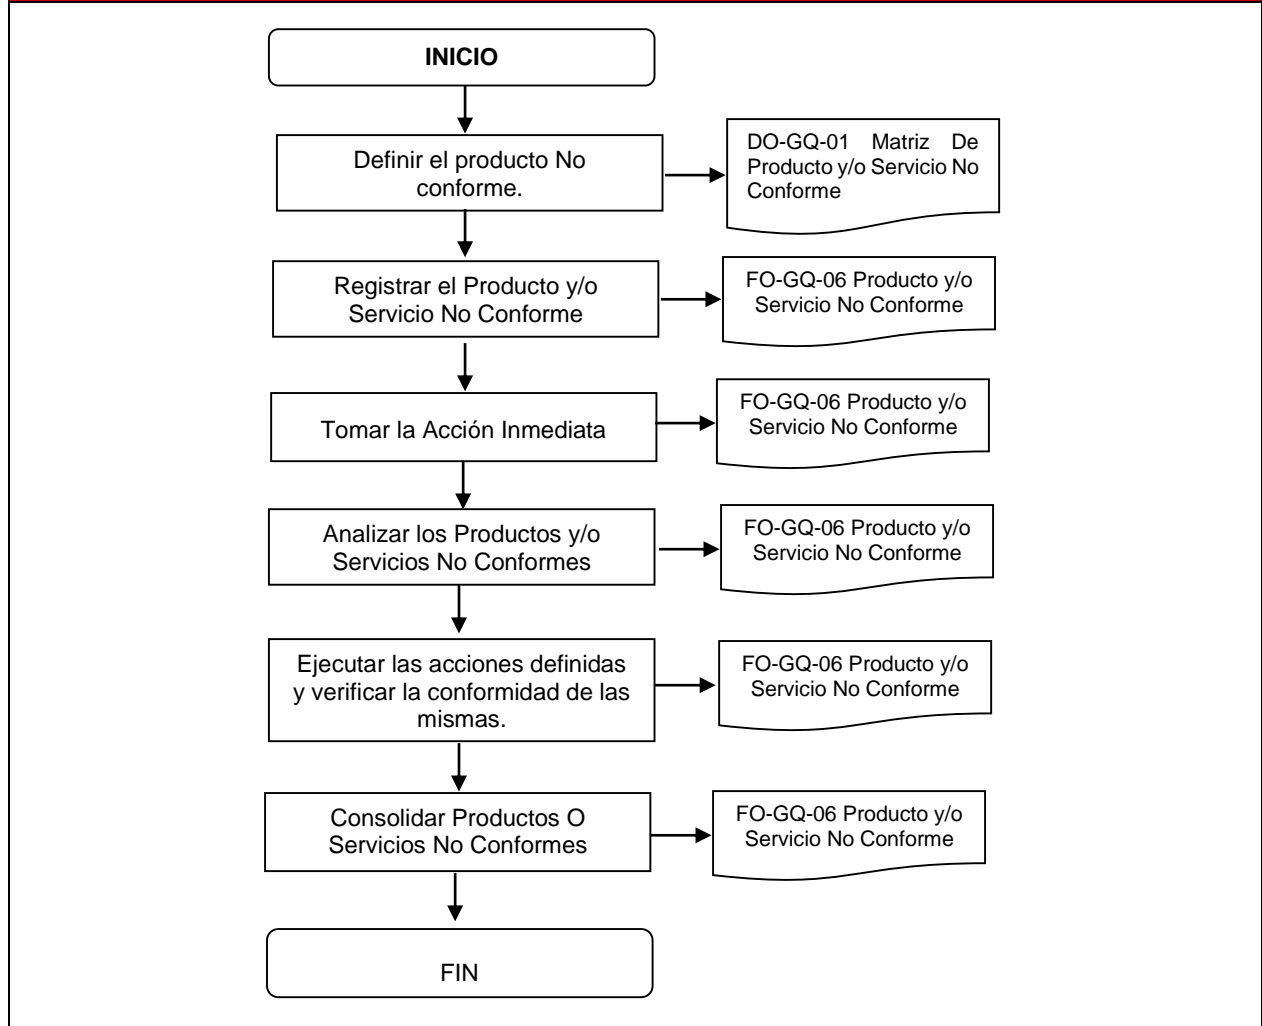 INICIO
Definir el producto No
conforme.
DO-GQ-01 Matriz De
Producto y/o Servicio No
Conforme
Registrar el Producto y/o
Servicio No Conforme
FO-GQ-06 Producto y/o
Servicio No Conforme
Tomar la Acción Inmediata
FO-GQ-06 Producto y/o
Servicio No Conforme
Analizar los Productos y/o
Servicios No Conformes
FO-GQ-06 Producto y/o
Servicio No Conforme
Ejecutar las acciones definidas
y verificar la conformidad de las
mismas.
FO-GQ-06 Producto y/o
Servicio No Conforme
Consolidar Productos O
Servicios No Conformes
FO-GQ-06 Producto y/o
Servicio No Conforme
FIN